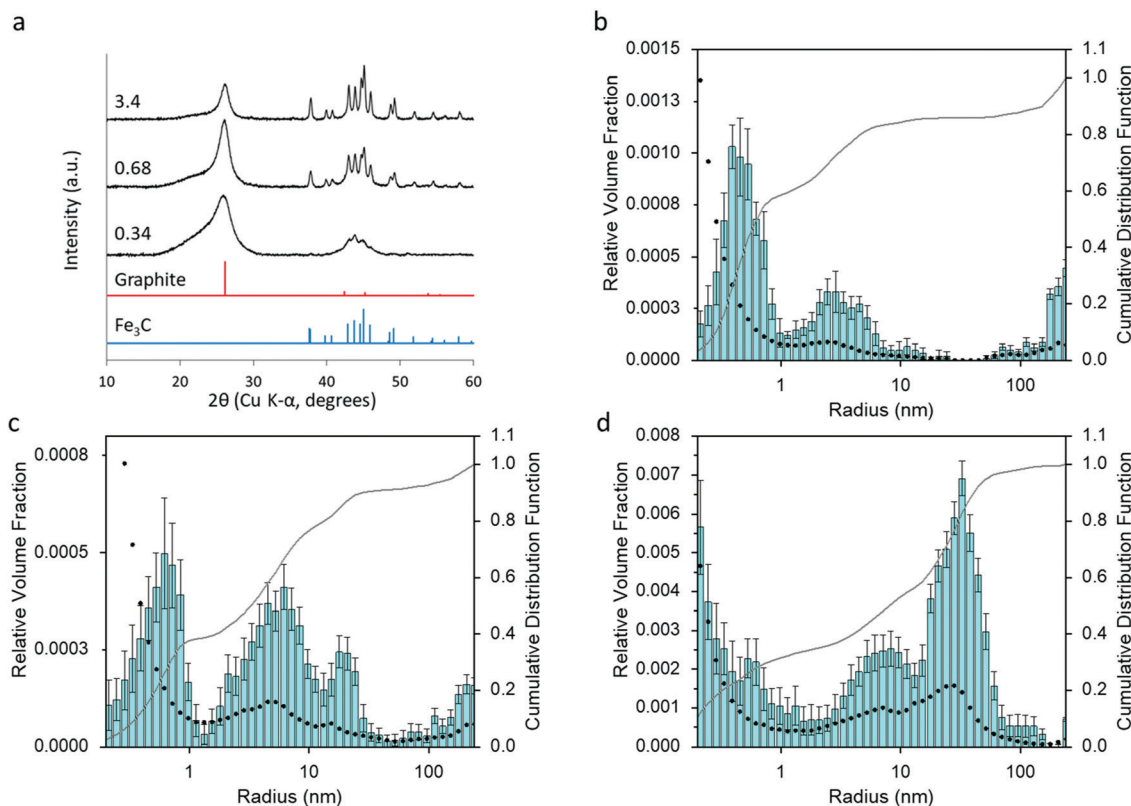 a
3.4
0.68
0.34
Graphite
Fe₃C
Intensity (a.u.)
10 20 30 40 50 60
2θ (Cu K-α, degrees)
b
0.0015
0.0013
0.0010
0.0008
0.0005
0.0003
0.0000
Relative Volume Fraction
1.1
1.0
0.8
0.6
0.4
0.2
0.0
Cumulative Distribution Function
1 10 100
Radius (nm)
c
0.0008
0.0005
0.0003
0.0000
Relative Volume Fraction
1.1
1.0
0.8
0.6
0.4
0.2
0.0
Cumulative Distribution Function
1 10 100
Radius (nm)
d
0.008
0.007
0.006
0.005
0.004
0.003
0.002
0.001
0.000
Relative Volume Fraction
1.1
1.0
0.8
0.6
0.4
0.2
0.0
Cumulative Distribution Function
1 10 100
Radius (nm)